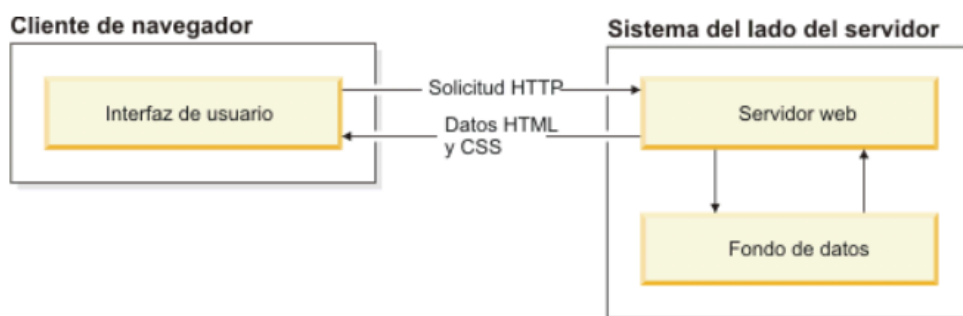 Cliente de navegador
Sistema del lado del servidor
Interfaz de usuario
Solicitud HTTP
Datos HTML
y CSS
Servidor web
Fondo de datos